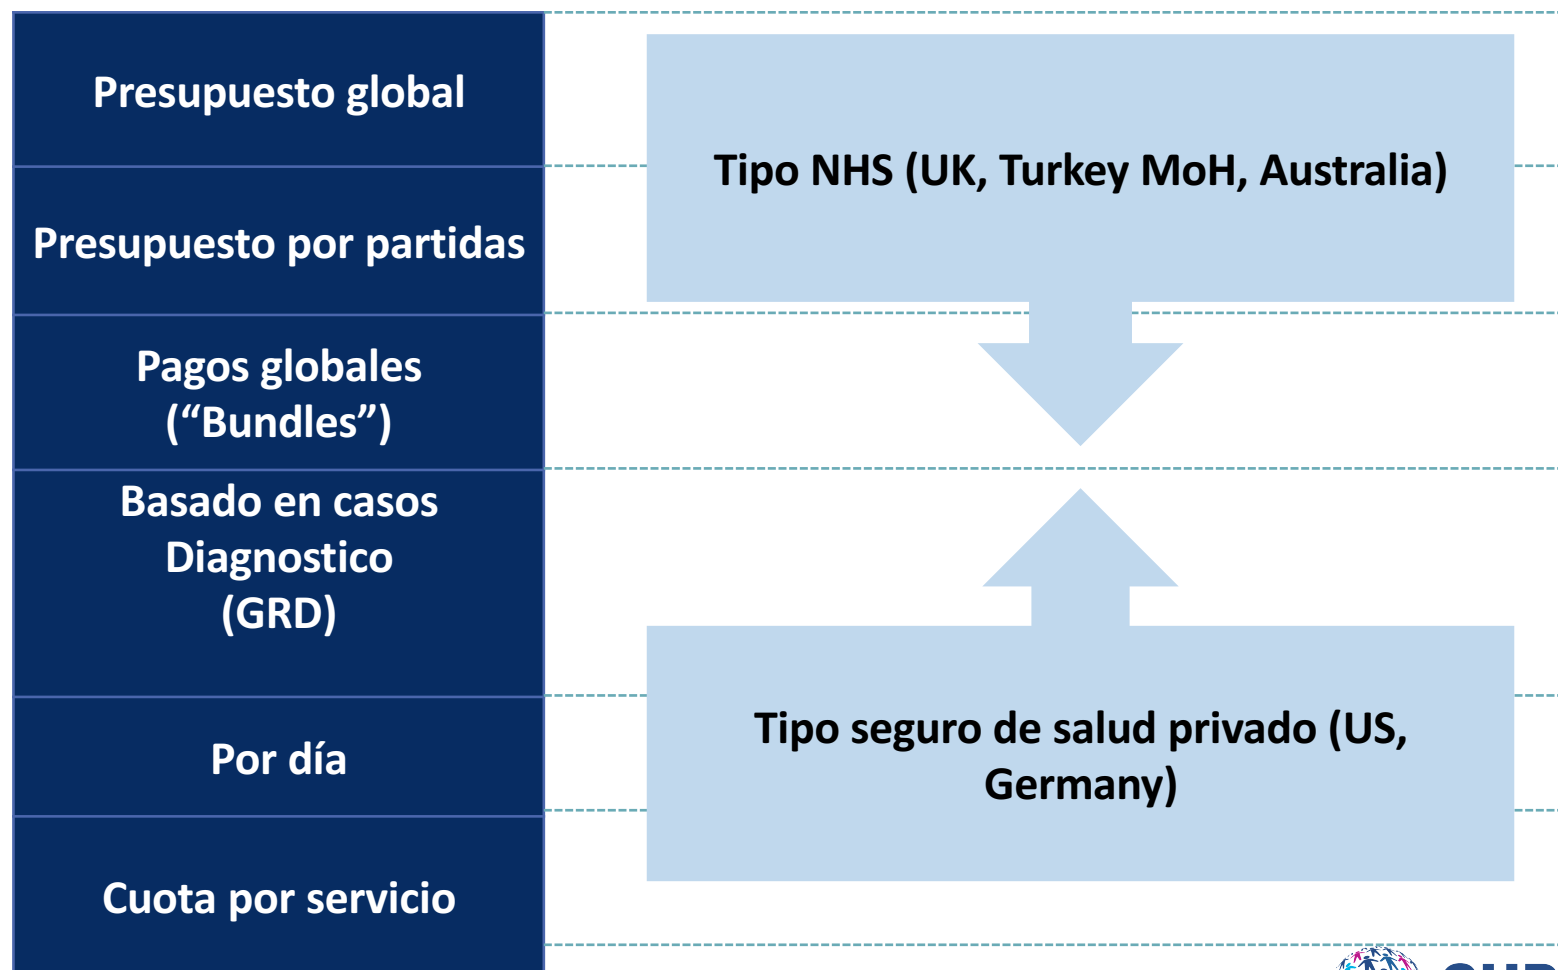 Presupuesto global
Tipo NHS (UK, Turkey MoH, Australia)
Presupuesto por partidas
Pagos globales
(“Bundles”)
Basado en casos
Diagnostico
(GRD)
Por día
Tipo seguro de salud privado (US,
Germany)
Cuota por servicio